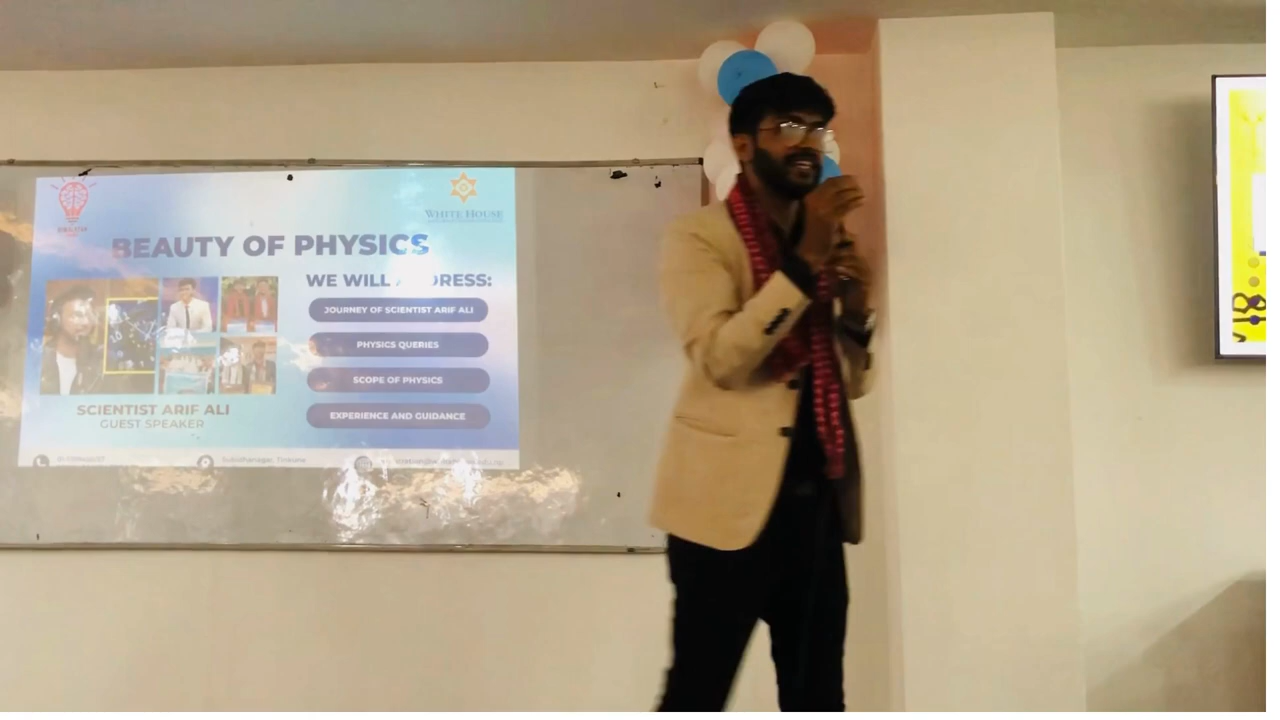 WHITE HOUSE
BEAUTY OF PHYSICS
WE WILL
JOURNEY OF SCIENTIST ARIF ALI
PHYSICS QUERIES
SCOPE OF PHYSICS
EXPERIENCE AND GUIDANCE
SCIENTIST ARIF ALI
GUEST SPEAKER